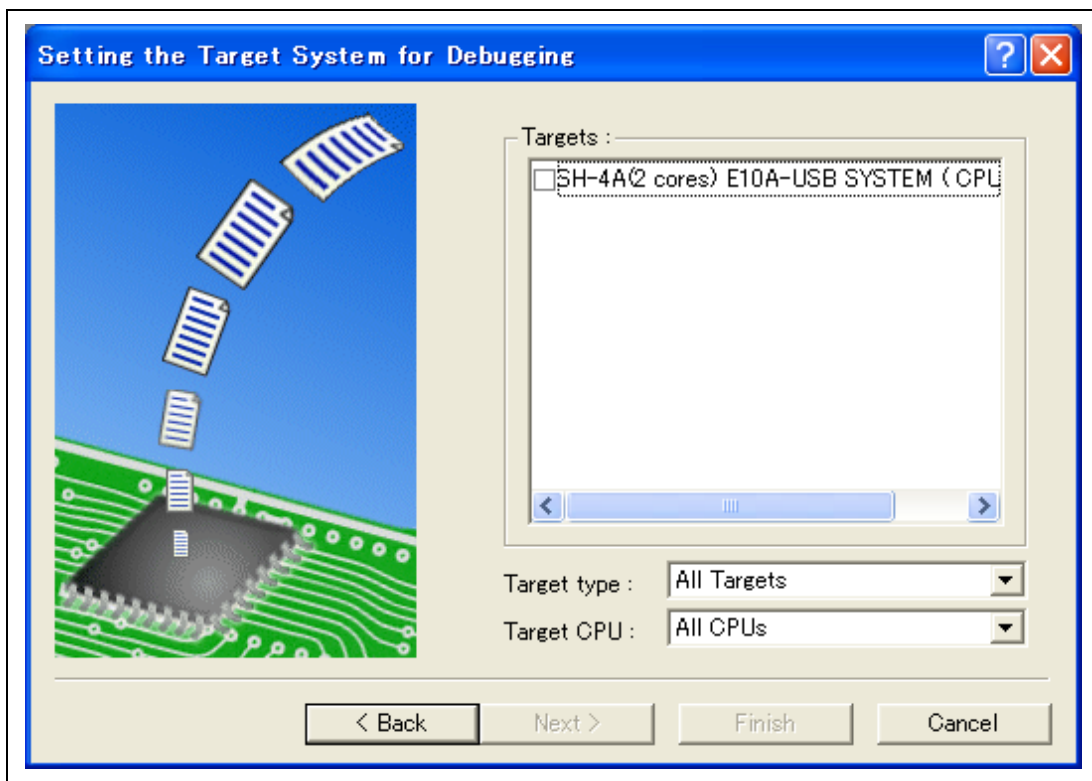 Setting the Target System for Debugging
Targets :
SH-4A(2 cores) E10A-USB SYSTEM ( CPU
Target type :
All Targets
Target CPU :
All CPUs
< Back
Next >
Finish
Cancel